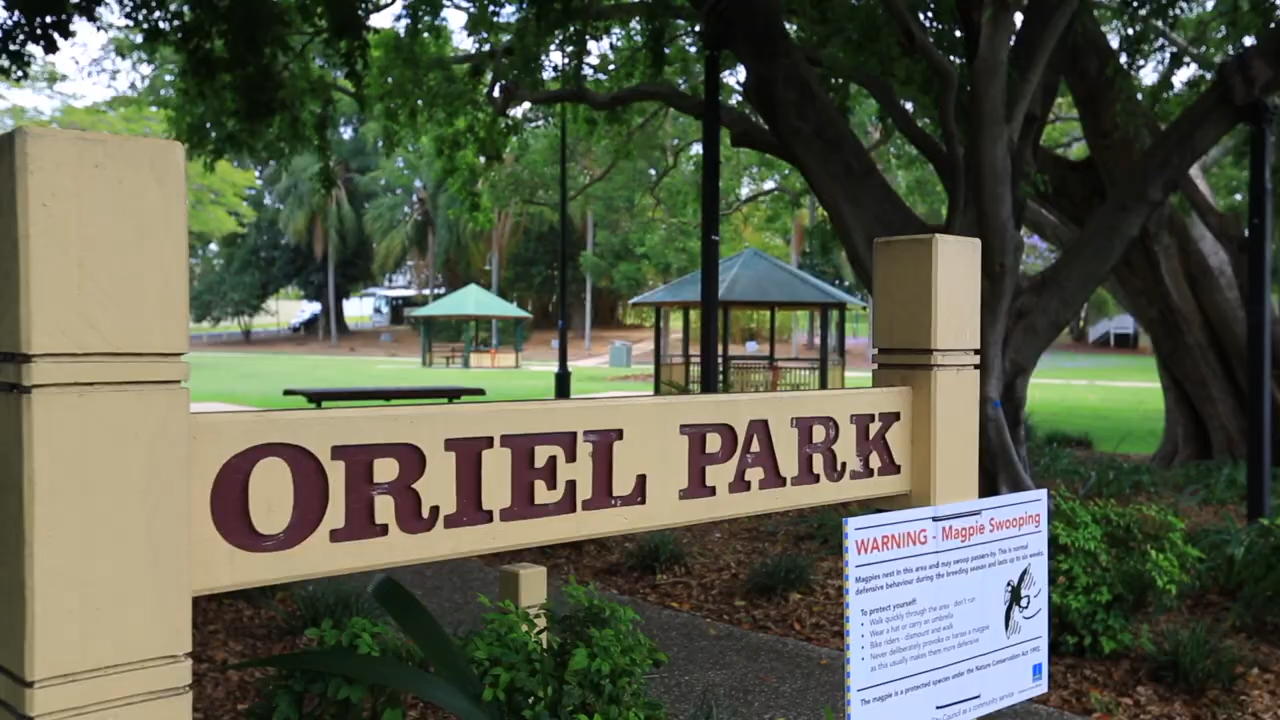 ORIEL PARK
WARNING - Magpie Swooping
Magpies nest in this area and may swoop passers-by. This is normal
defensive behaviour during the breeding season and lasts up to six weeks.
To protect yourself:
• Walk quickly through the area - don't run
• Wear a hat or carry an umbrella
• Bike riders - dismount and walk
• Never deliberately provoke or harass a magpie
as this usually makes them more defensive
The magpie is a protected species under the Nature Conservation Act 1992.
Council as a community service